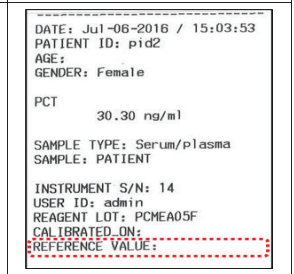 DATE: Jul-06-2016 / 15:03:53
PATIENT ID: pid2
AGE:
GENDER: Female
PCT
30.30 ng/ml
SAMPLE TYPE: Serum/plasma
SAMPLE: PATIENT
INSTRUMENT S/N: 14
USER ID: admin
REAGENT LOT: PCMEA05F
CALIBRATED_ON:
REFERENCE VALUE: